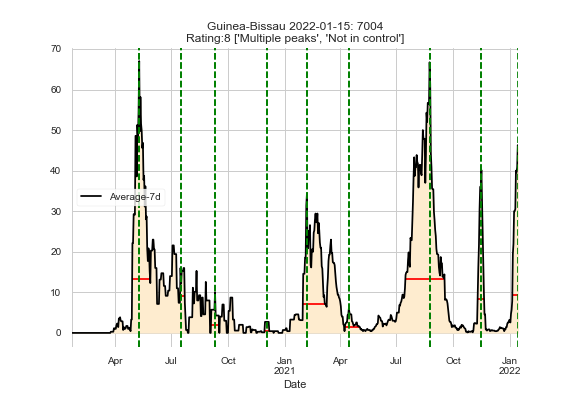 Guinea-Bissau 2022-01-15: 7004
Rating:8 ['Multiple peaks', 'Not in control']
70
60
50
40
30
20
10
0
Average-7d
Apr
Jul
Oct
Jan
2021
Apr
Jul
Oct
Jan
2022
Date